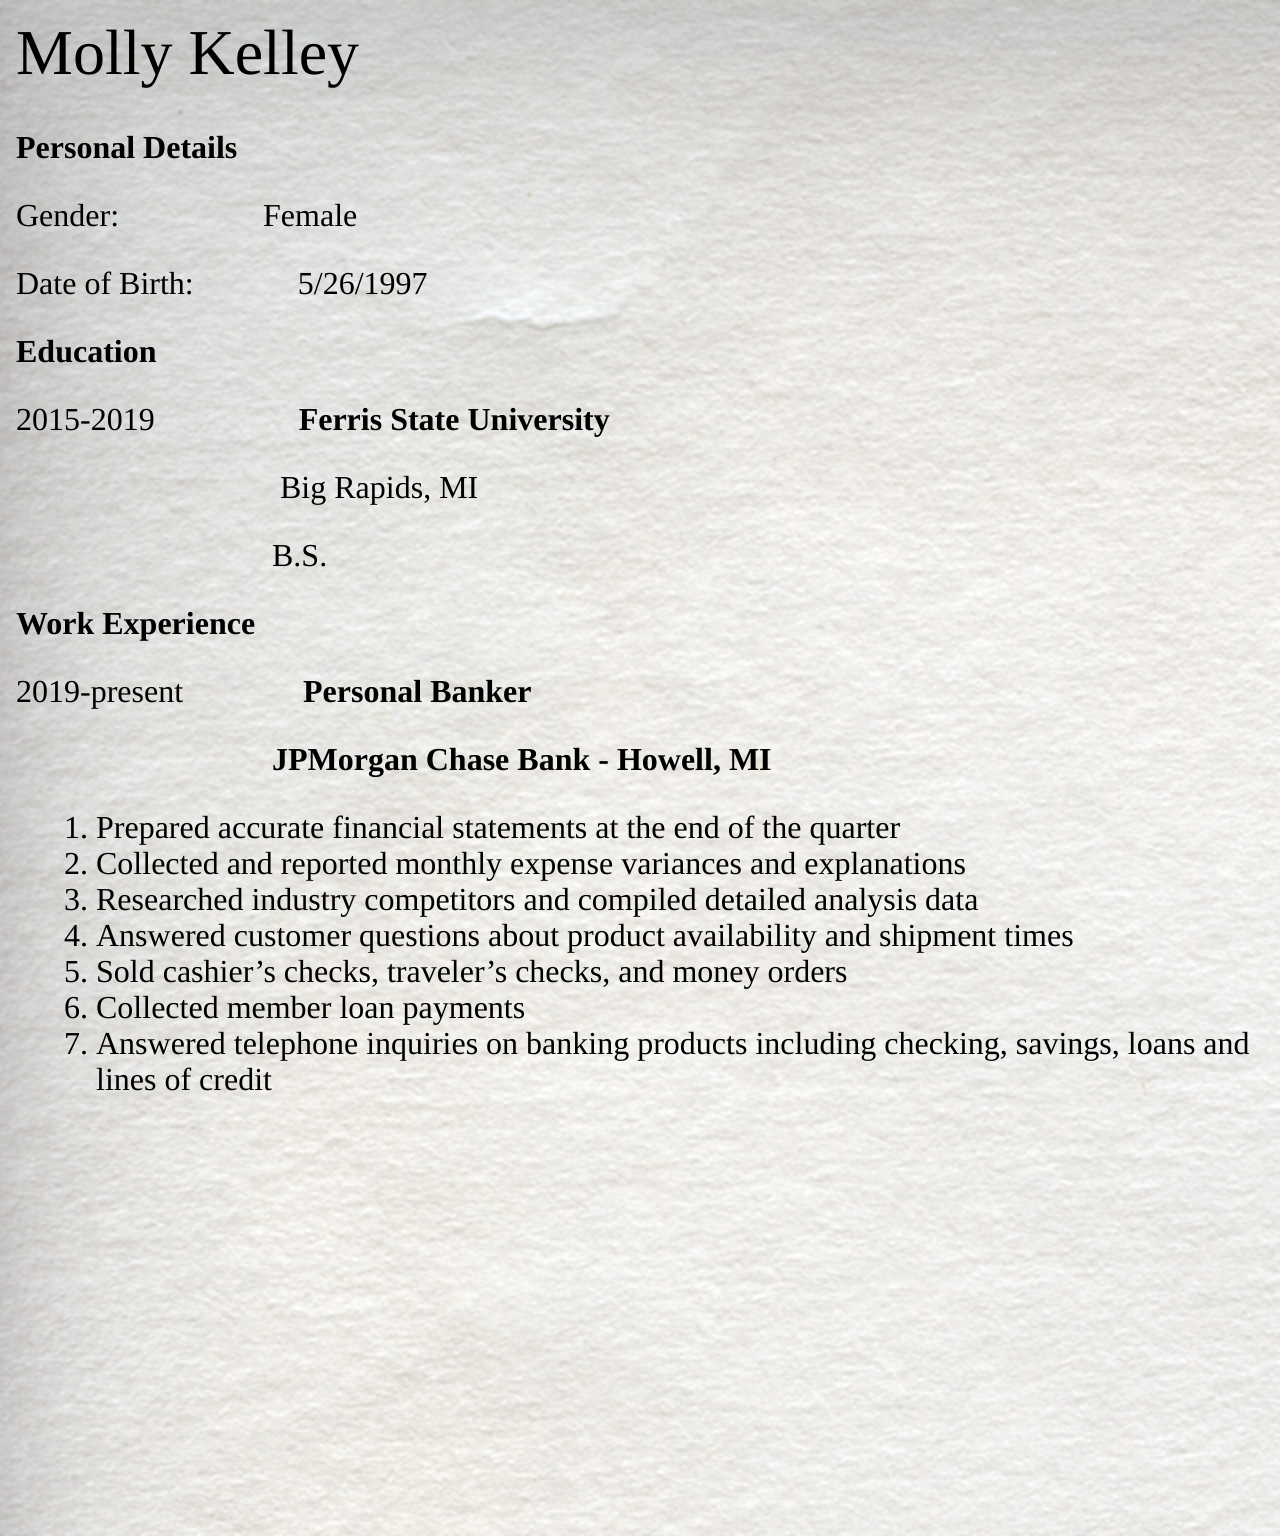 Molly Kelley
Personal Details
Gender: Female
Date of Birth: 5/26/1997
Education
2015-2019 Ferris State University
Big Rapids, MI
B.S.
Work Experience
2019-present Personal Banker
JPMorgan Chase Bank - Howell, MI
1. Prepared accurate financial statements at the end of the quarter
2. Collected and reported monthly expense variances and explanations
3. Researched industry competitors and compiled detailed analysis data
4. Answered customer questions about product availability and shipment times
5. Sold cashier’s checks, traveler’s checks, and money orders
6. Collected member loan payments
7. Answered telephone inquiries on banking products including checking, savings, loans and
lines of credit